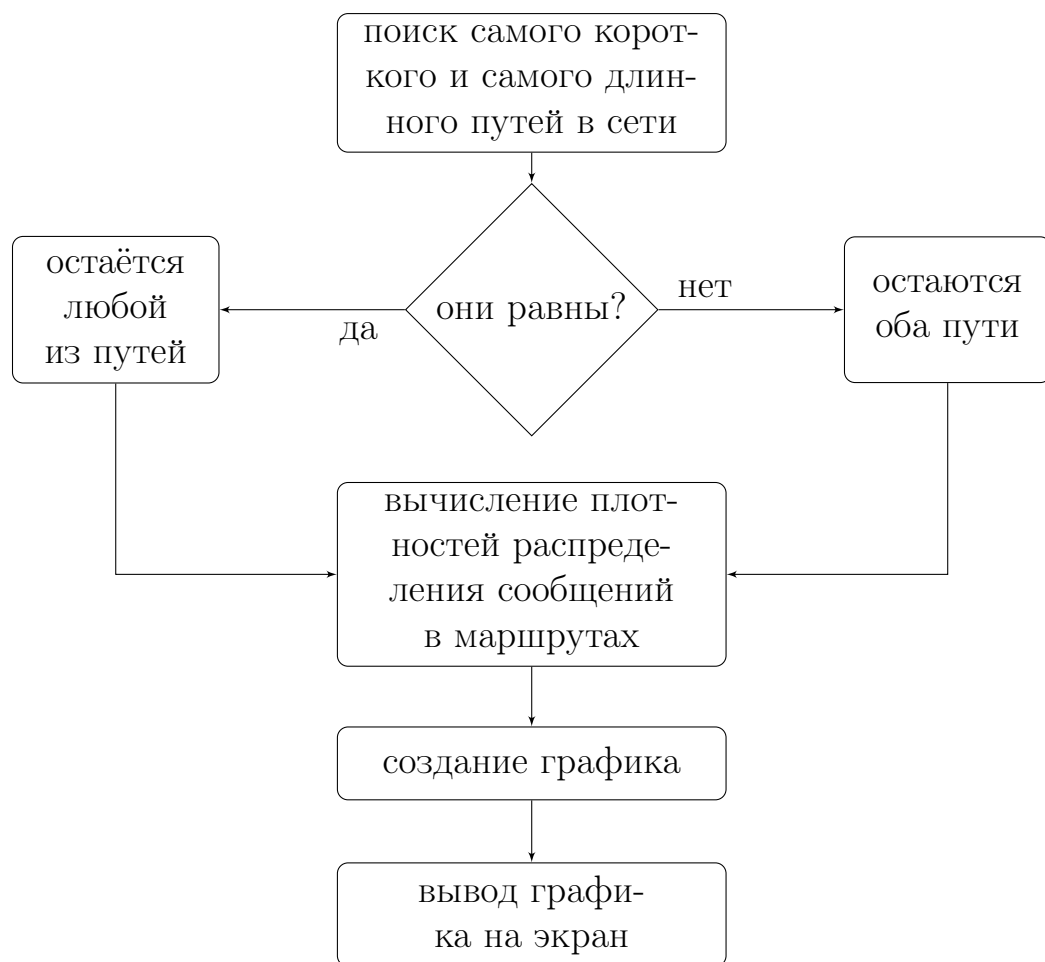 поиск самого корот-
кого и самого длин-
ного путей в сети
они равны?
да
нет
остаётся
любой
из путей
остаются
оба пути
вычисление плот-
ностей распреде-
ления сообщений
в маршрутах
создание графика
вывод графи-
ка на экран